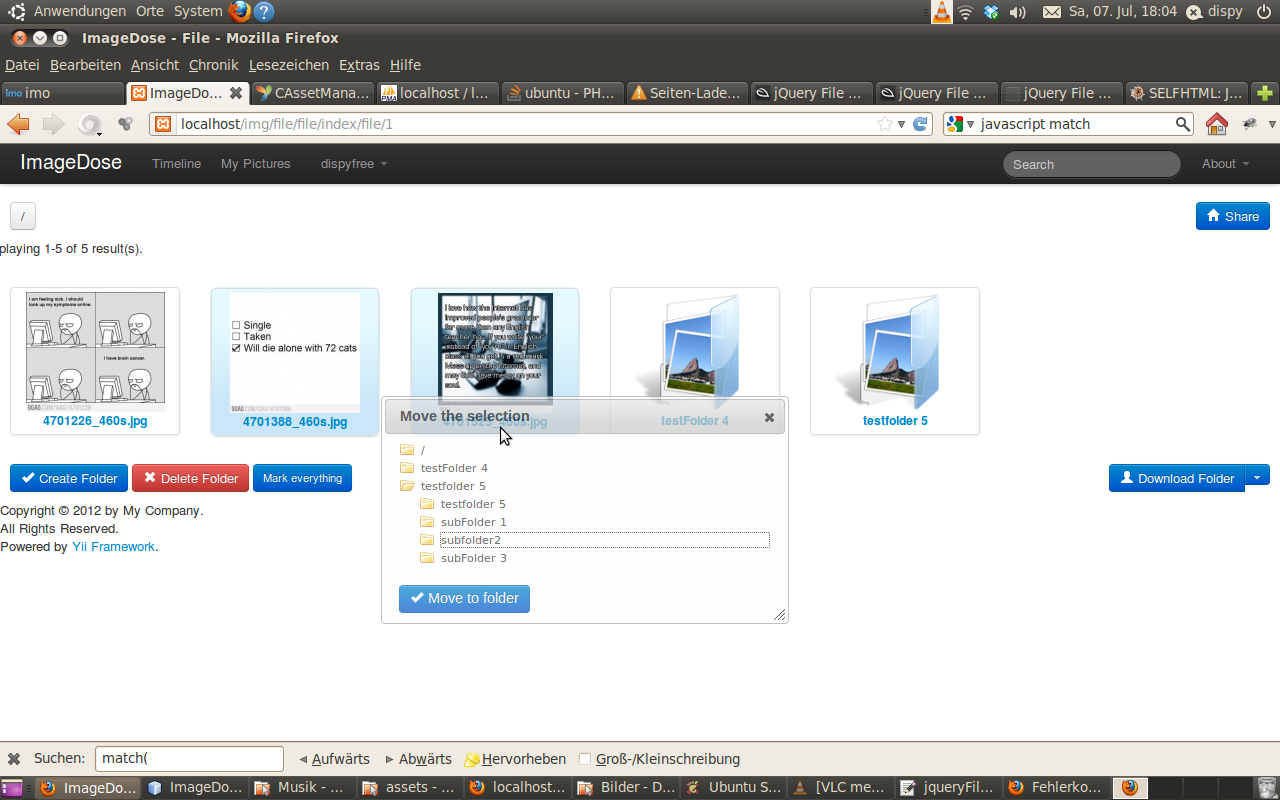 Anwendungen Orte System
Sa, 07. Jul, 18:04 dispy
ImageDose - File - Mozilla Firefox
Datei Bearbeiten Ansicht Chronik Lesezeichen Extras Hilfe
imo imo ImageDo... CAssetMana... localhost / l... ubuntu - PH... Seiten-Lade... jQuery File ... jQuery File ... jQuery File ... SELFHTML: J...
localhost/img/file/file/index/file/1
javascript match
ImageDose Timeline My Pictures dispyfree Search About
/
Share
playing 1-5 of 5 result(s).
I am feeling sick. I should
look up my symptoms online.
I have brain cancer.
4701226_460s.jpg
Single
Taken
Will die alone with 72 cats
4701388_460s.jpg
I love how the Internet has
improved people's grammar
far more than any English
soul.
testFolder 4
testfolder 5
Move the selection
/
testFolder 4
testfolder 5
testfolder 5
subFolder 1
subfolder2
subFolder 3
Move to folder
Create Folder Delete Folder Mark everything
Download Folder
Copyright © 2012 by My Company.
All Rights Reserved.
Powered by Yii Framework.
Suchen: match( Aufwärts Abwärts Hervorheben Groß-/Kleinschreibung
ImageDo... ImageDo... Musik - ... assets - ... localhost... Bilder - D... Ubuntu S... [VLC me... jqueryFil... Fehlerko...